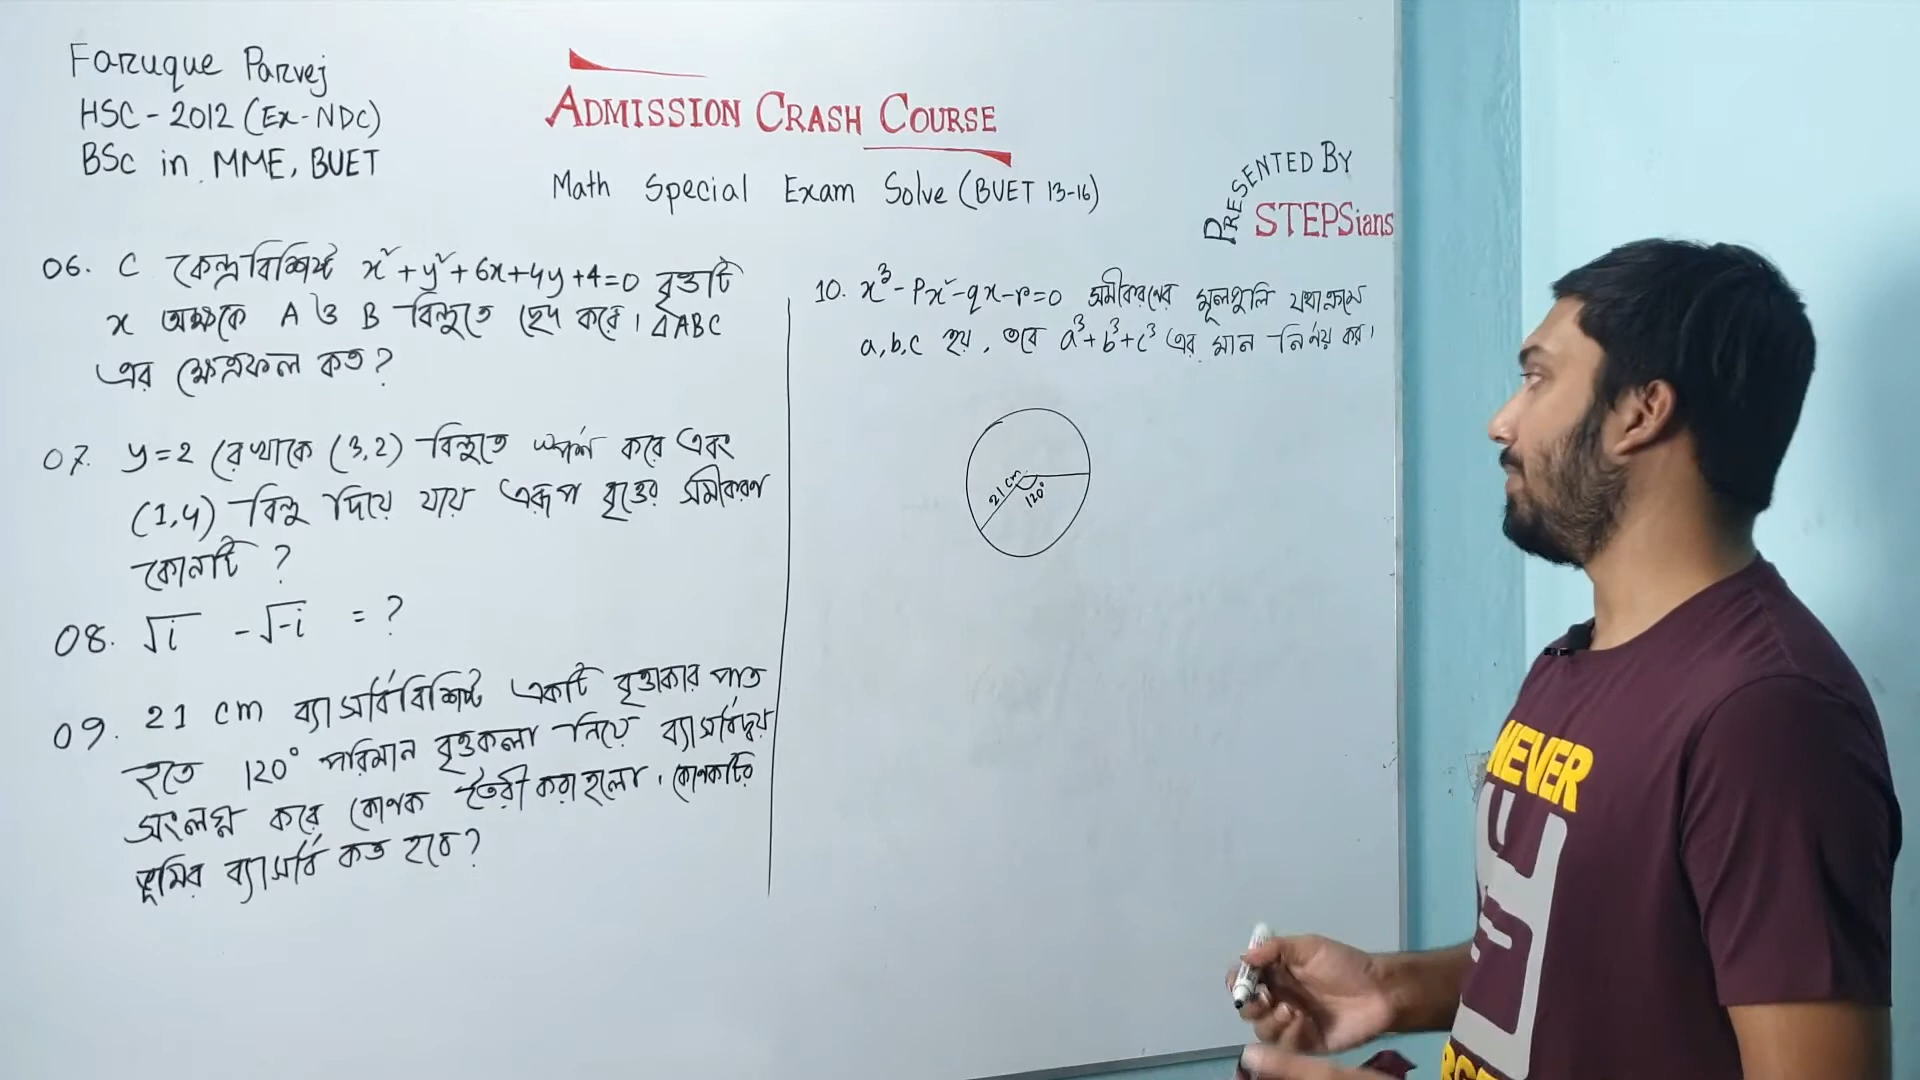 Faruque Parvej
HSC - 2012 (Ex-NDC)
BSc in MME, BUET
ADMISSION CRASH COURSE
Math Special Exam Solve (BUET 13-16)
PRESENTED BY
STEPSians
06. C কেন্দ্রবিশিষ্ট x²+y²+6x+4y+4=0 বৃত্তটি
x অক্ষকে A ও B বিন্দুতে ছেদ করে। ΔABC
এর ক্ষেত্রফল কত?
07. y=2 রেখাকে (3,2) বিন্দুতে স্পর্শ করে এবং
(1,4) বিন্দু দিয়ে যায় এরূপ বৃত্তের সমীকরণ
কোনটি ?
08. √i - √-i = ?
09. 21 cm ব্যাসার্ধবিশিষ্ট একটি বৃত্তাকার পাত
হতে 120° পরিমান বৃত্তকলা নিয়ে ব্যাসার্ধদ্বয়
সংলগ্ন করে কোণক তৈরী করা হলো। কোণকটির
ভূমির ব্যাসার্ধ কত হবে?
10. x³-Px²-qx-r=0 সমীকরণের মূলগুলি যথাক্রমে
a,b,c হয়, তবে a³+b³+c³ এর মান নির্ণয় কর।
21 cm
120°
NEVER